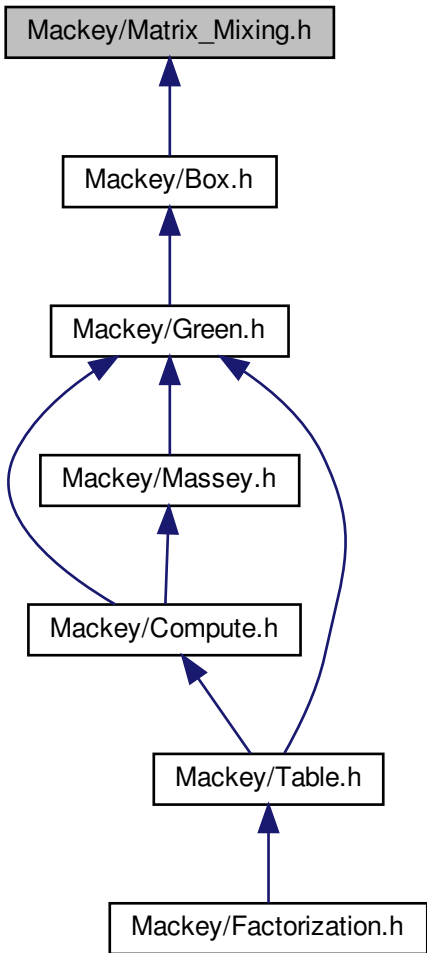 Mackey/Matrix_Mixing.h
Mackey/Box.h
Mackey/Green.h
Mackey/Massey.h
Mackey/Compute.h
Mackey/Table.h
Mackey/Factorization.h